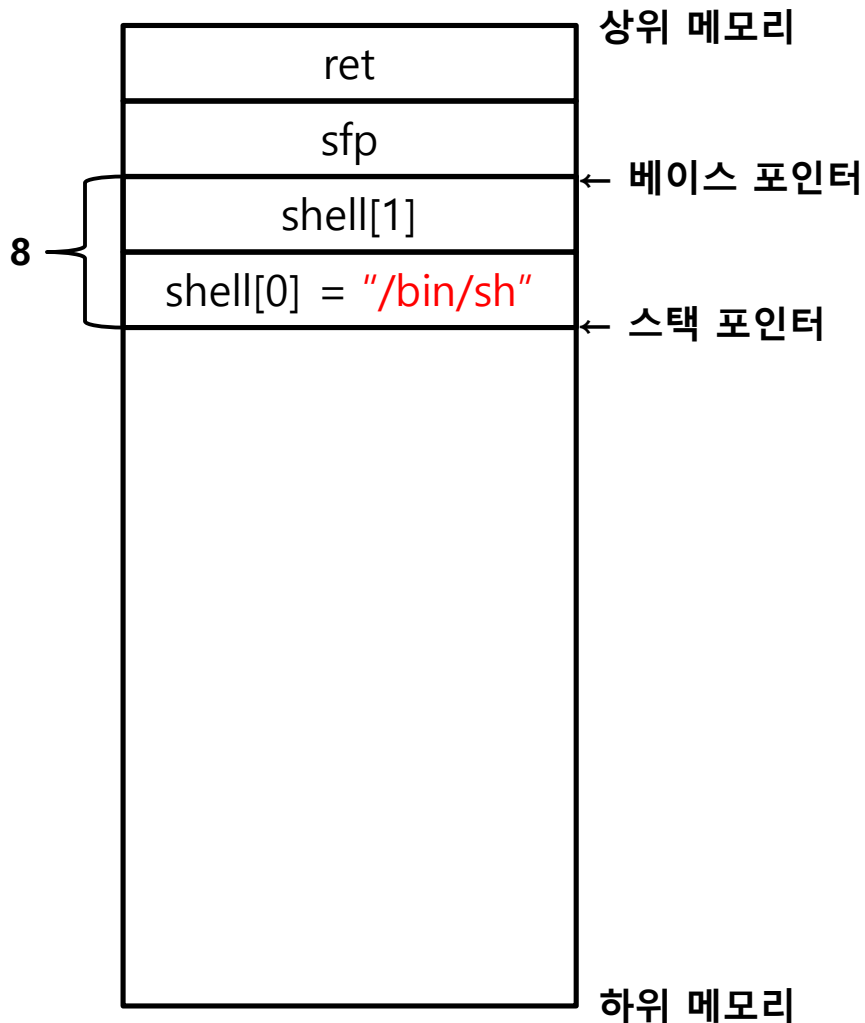 상위 메모리
ret
sfp
← 베이스 포인터
shell[1]
8
shell[0] = "/bin/sh"
← 스택 포인터
하위 메모리